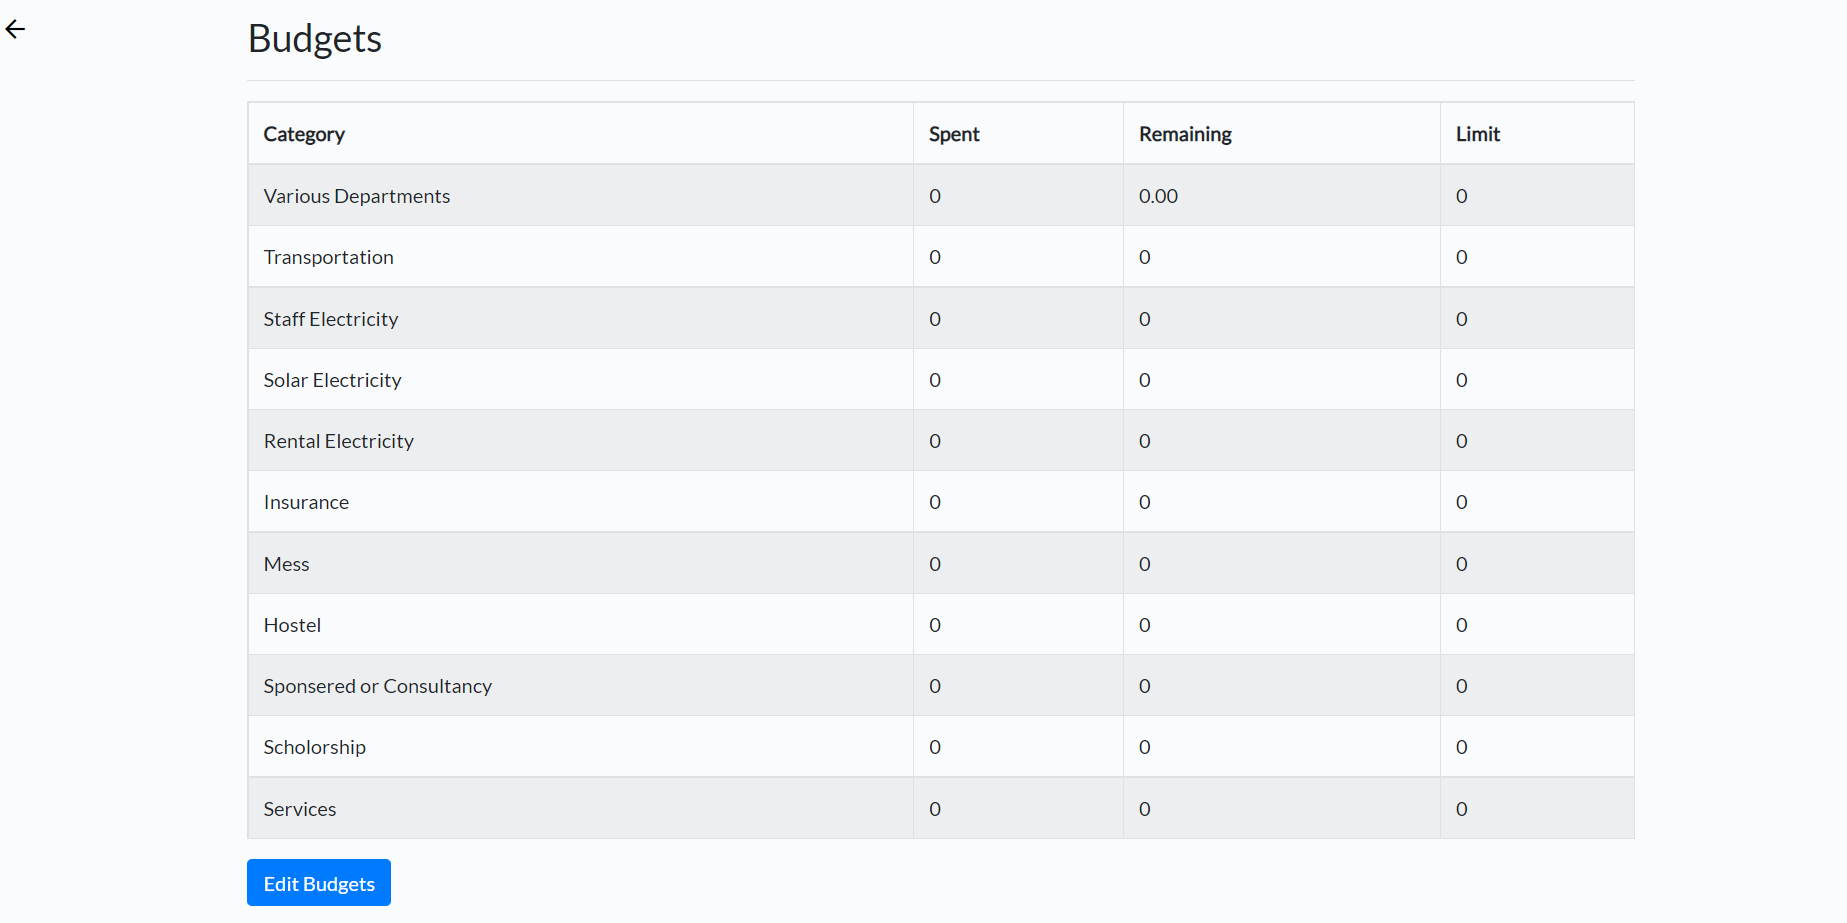 Budgets
Category Spent Remaining Limit
Various Departments 0 0.00 0
Transportation 0 0 0
Staff Electricity 0 0 0
Solar Electricity 0 0 0
Rental Electricity 0 0 0
Insurance 0 0 0
Mess 0 0 0
Hostel 0 0 0
Sponsered or Consultancy 0 0 0
Scholorship 0 0 0
Services 0 0 0
Edit Budgets